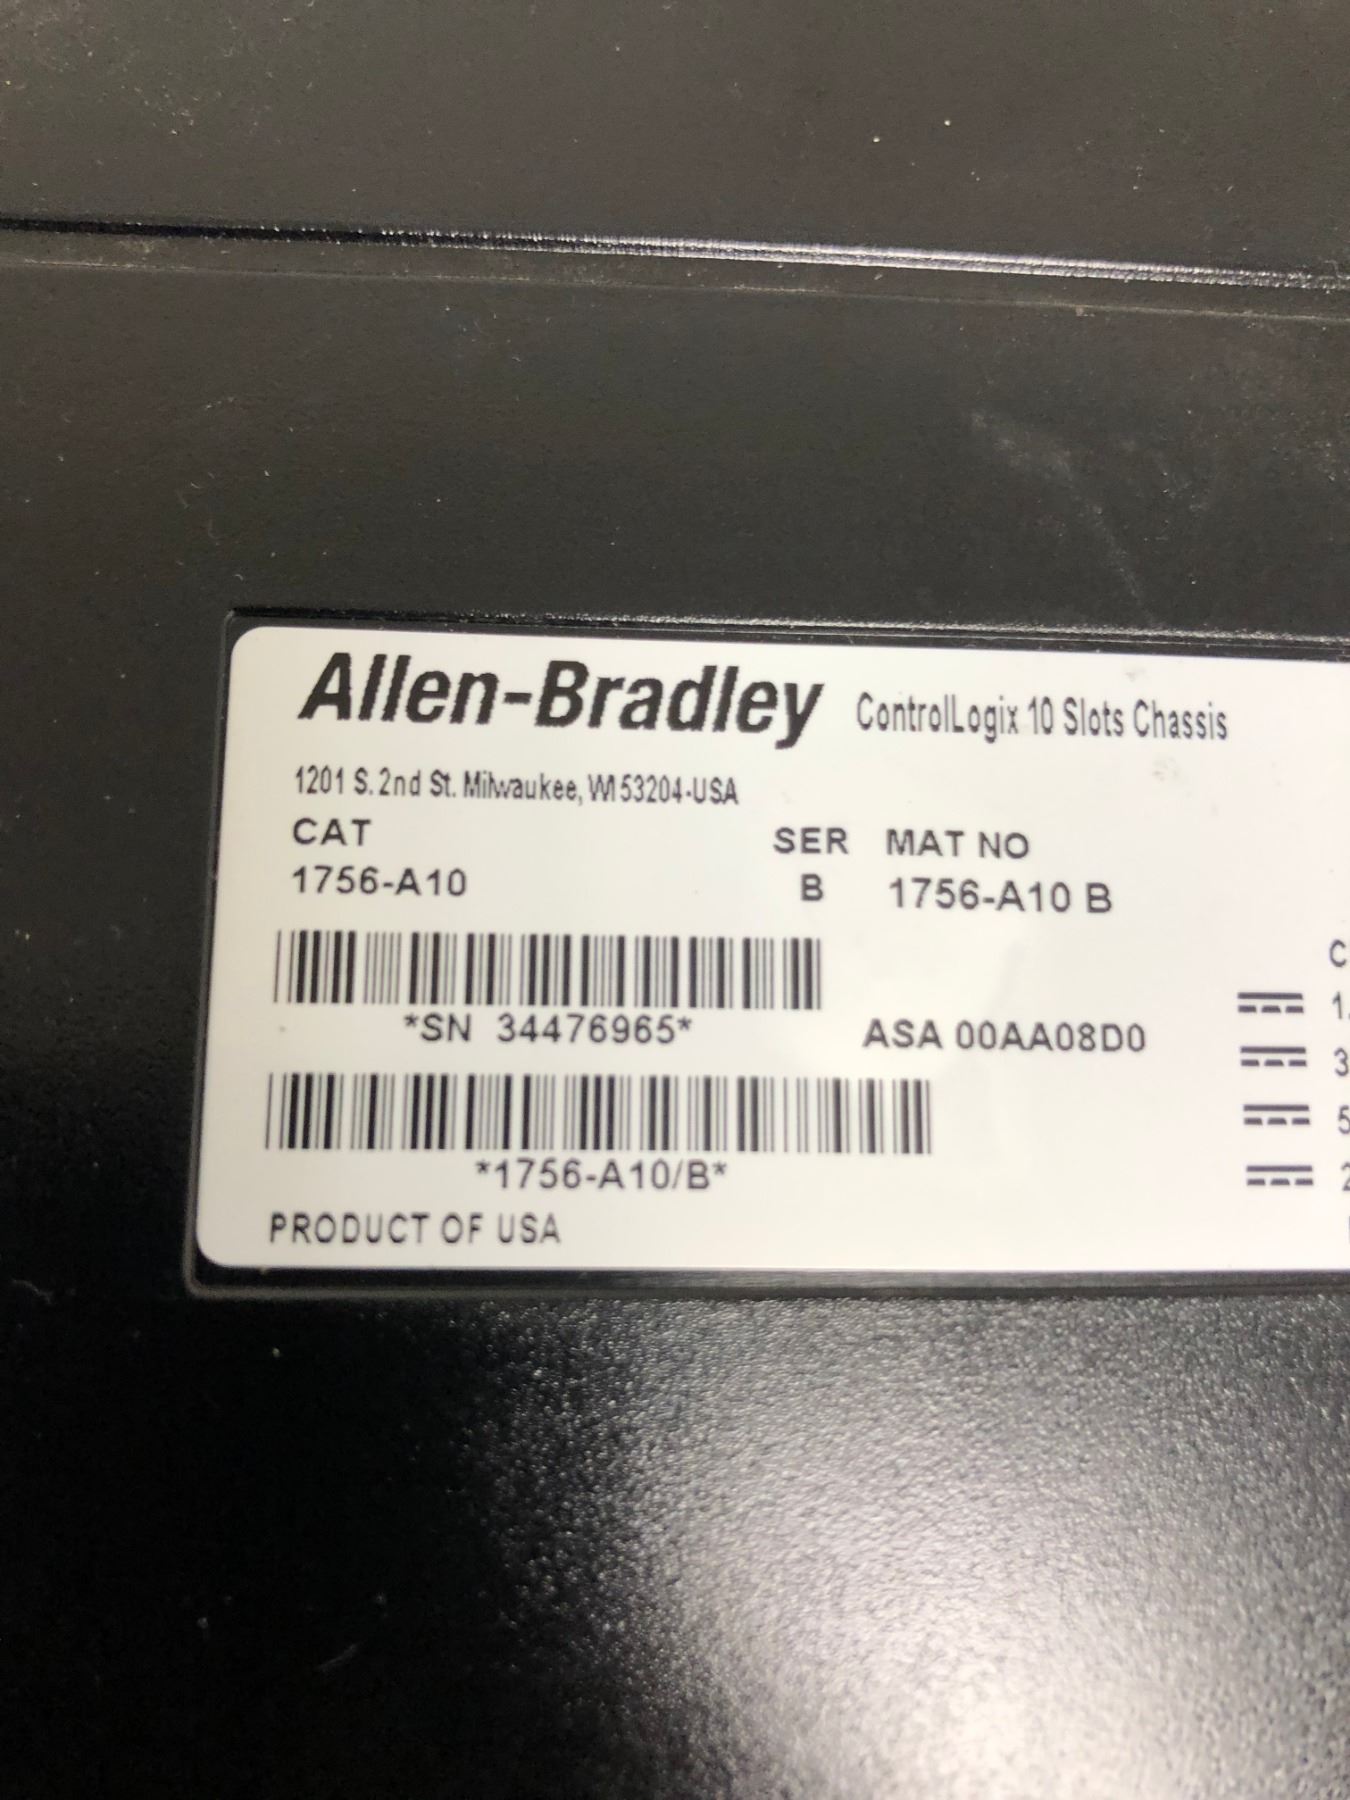 Allen-Bradley ControlLogix 10 Slots Chassis
1201 S. 2nd St. Milwaukee, WI 53204-USA
CAT SER MAT NO
1756-A10 B 1756-A10 B
*SN 34476965* ASA 00AA08D0
*1756-A10/B*
PRODUCT OF USA